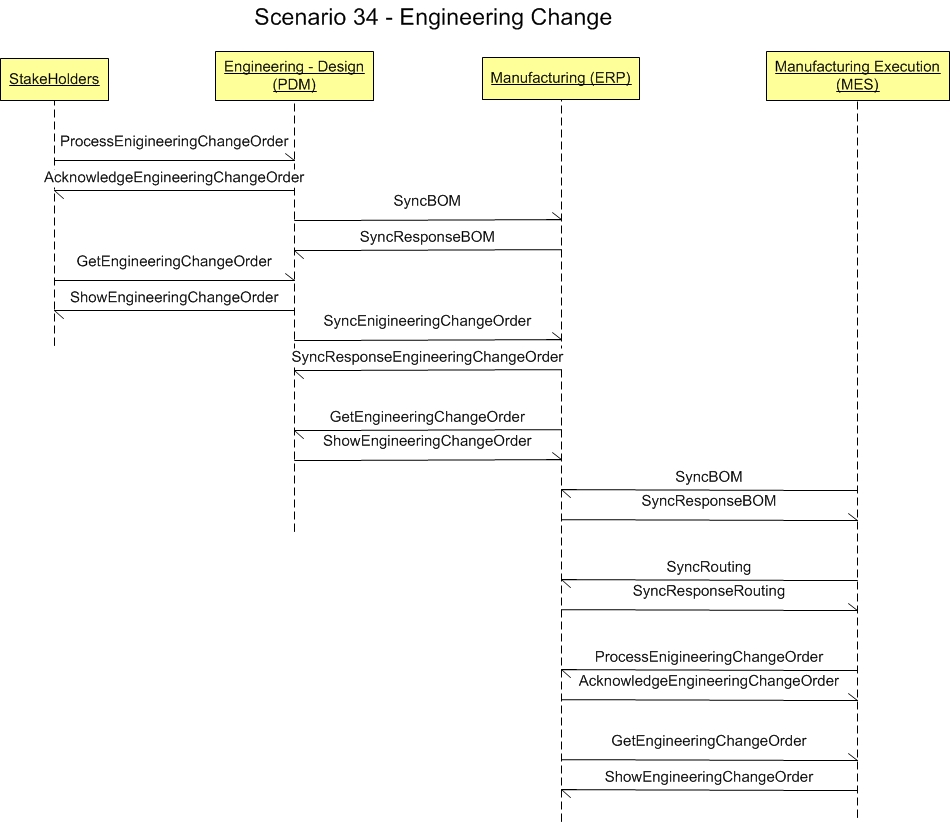 Scenario 34 - Engineering Change
StakeHolders
Engineering - Design
(PDM)
Manufacturing (ERP)
Manufacturing Execution
(MES)
ProcessEnigineeringChangeOrder
AcknowledgeEngineeringChangeOrder
SyncBOM
SyncResponseBOM
GetEngineeringChangeOrder
ShowEngineeringChangeOrder
SyncEnigineeringChangeOrder
SyncResponseEngineeringChangeOrder
GetEngineeringChangeOrder
ShowEngineeringChangeOrder
SyncBOM
SyncResponseBOM
SyncRouting
SyncResponseRouting
ProcessEnigineeringChangeOrder
AcknowledgeEngineeringChangeOrder
GetEngineeringChangeOrder
ShowEngineeringChangeOrder